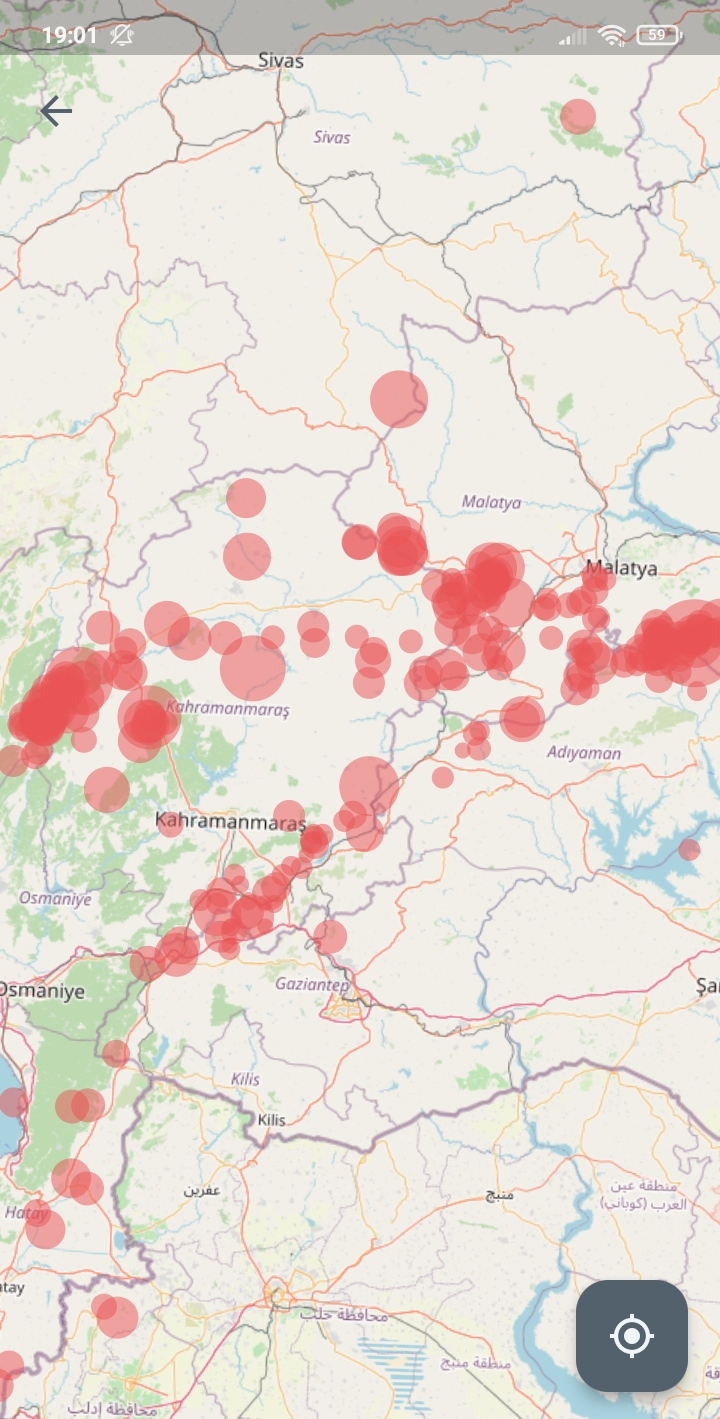 19:01
59
Sivas
Sivas
Malatya
Malatya
Kahramanmaraş
Adıyaman
Kahramanmaraş
Osmaniye
Osmaniye
Gaziantep
Şar
Kilis
Kilis
عفرين
منبج
منطقة عين
العرب (كوباني)
Hatay
atay
محافظة حلب
منطقة منبج
محافظة إدلب